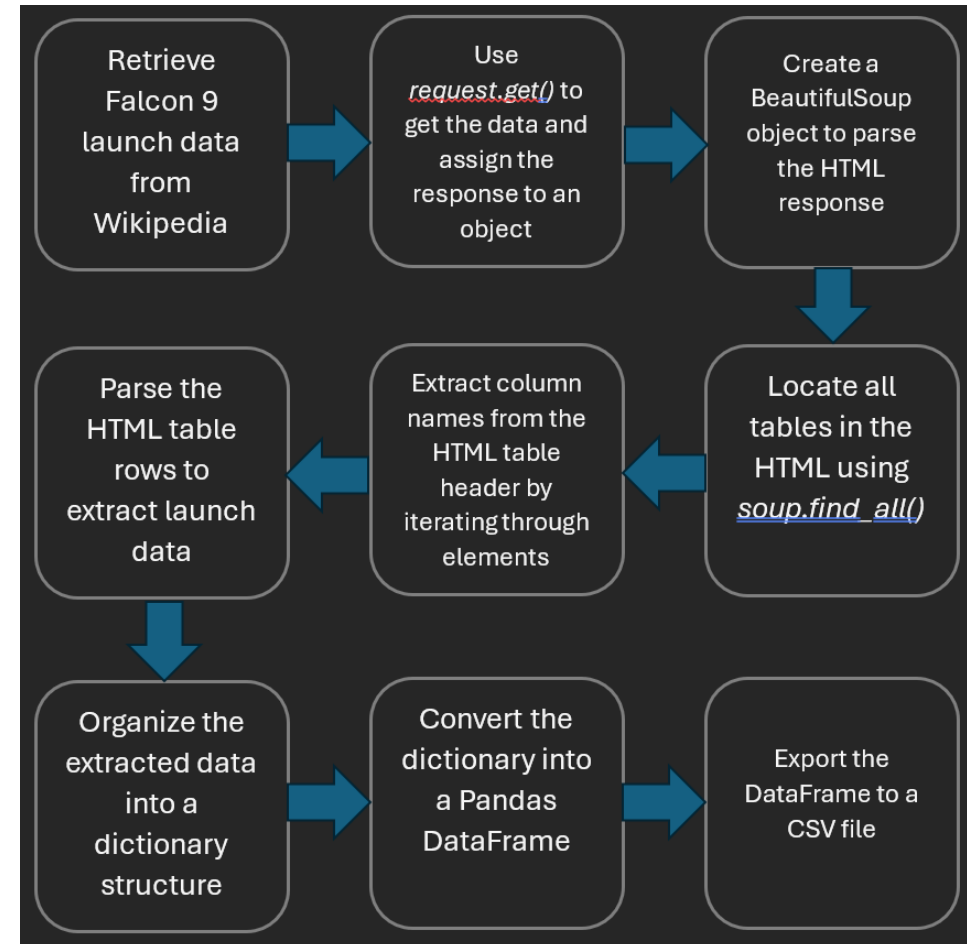 Retrieve
Falcon 9
launch data
from
Wikipedia
Use
request.get() to
get the data and
assign the
response to an
object
Create a
BeautifulSoup
object to parse
the HTML
response
Locate all
tables in the
HTML using
soup.find_all()
Extract column
names from the
HTML table
header by
iterating through
elements
Parse the
HTML table
rows to
extract launch
data
Organize the
extracted data
into a
dictionary
structure
Convert the
dictionary into
a Pandas
DataFrame
Export the
DataFrame to a
CSV file